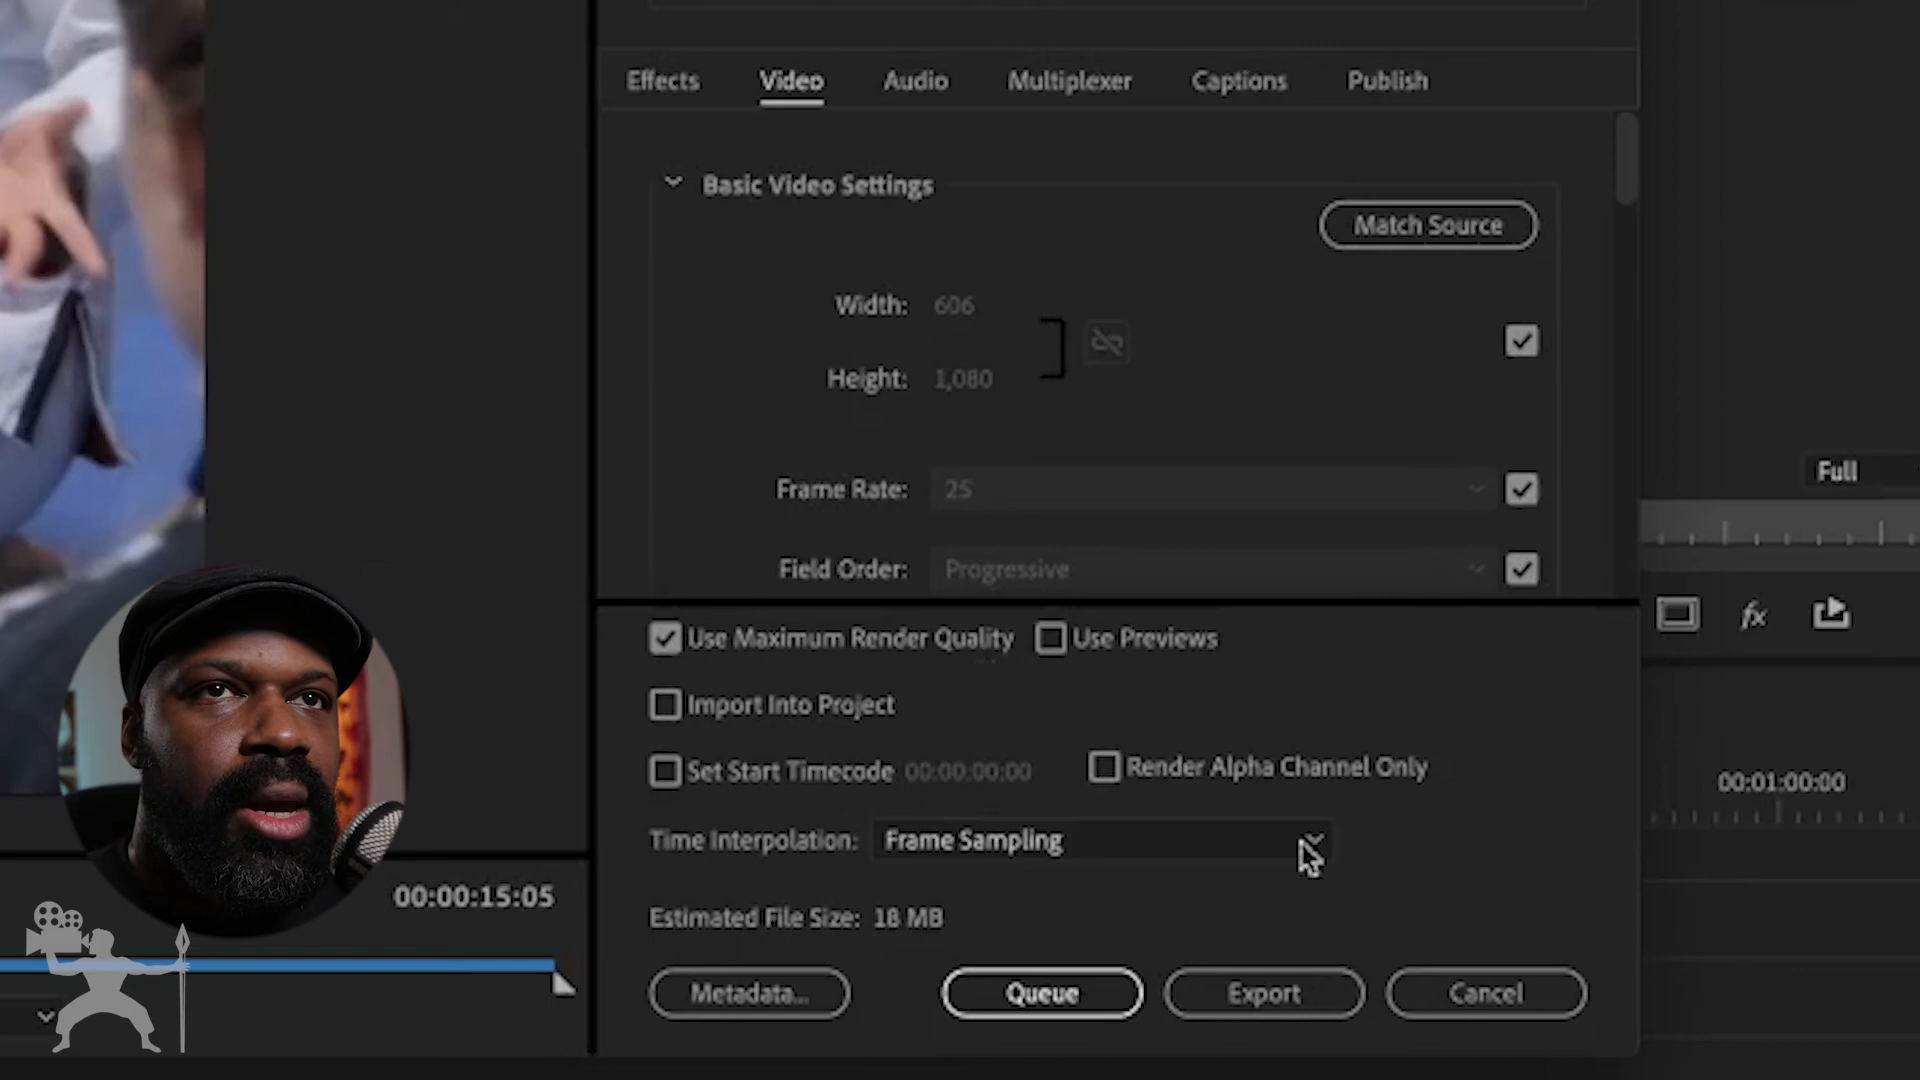 Effects Video Audio Multiplexer Captions Publish
Basic Video Settings
Match Source
Width: 606
Height: 1,080
Frame Rate: 25
Full
Field Order: Progressive
fx
Use Maximum Render Quality Use Previews
Import Into Project
Set Start Timecode 00:00:00:00 Render Alpha Channel Only
00:01:00:00
Time Interpolation: Frame Sampling
00:00:15:05
Estimated File Size: 18 MB
Metadata... Queue Export Cancel